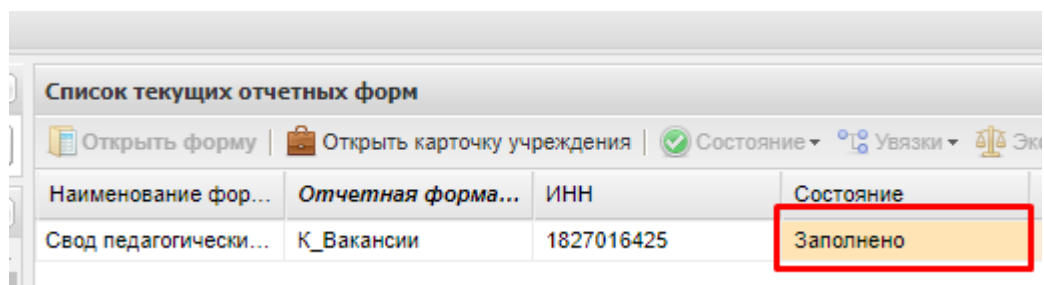 Список текущих отчетных форм
Открыть форму | Открыть карточку учреждения | Состояние Увязки Экс
Наименование фор... Отчетная форма... ИНН Состояние
Свод педагогически... К_Вакансии 1827016425 Заполнено